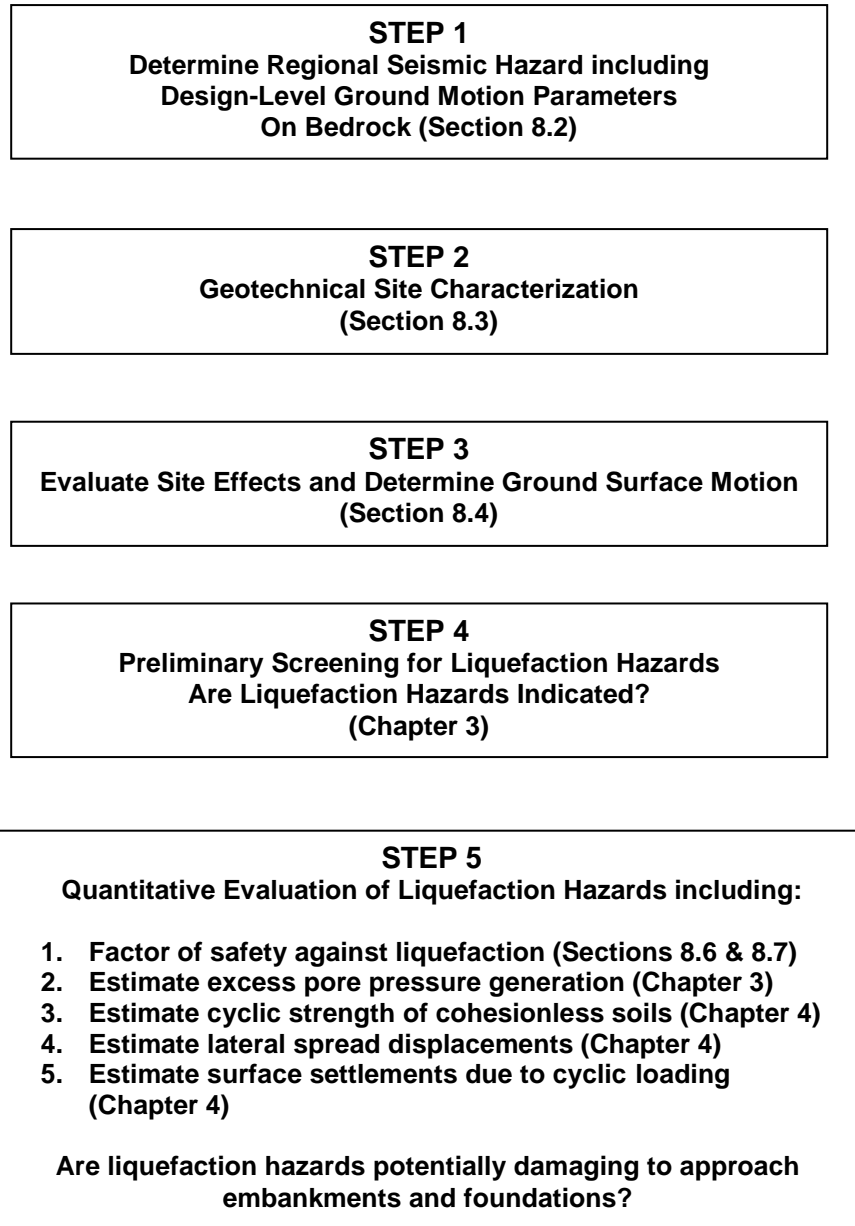 STEP 1
Determine Regional Seismic Hazard including
Design-Level Ground Motion Parameters
On Bedrock (Section 8.2)
STEP 2
Geotechnical Site Characterization
(Section 8.3)
STEP 3
Evaluate Site Effects and Determine Ground Surface Motion
(Section 8.4)
STEP 4
Preliminary Screening for Liquefaction Hazards
Are Liquefaction Hazards Indicated?
(Chapter 3)
STEP 5
Quantitative Evaluation of Liquefaction Hazards including:
1. Factor of safety against liquefaction (Sections 8.6 & 8.7)
2. Estimate excess pore pressure generation (Chapter 3)
3. Estimate cyclic strength of cohesionless soils (Chapter 4)
4. Estimate lateral spread displacements (Chapter 4)
5. Estimate surface settlements due to cyclic loading
(Chapter 4)
Are liquefaction hazards potentially damaging to approach
embankments and foundations?